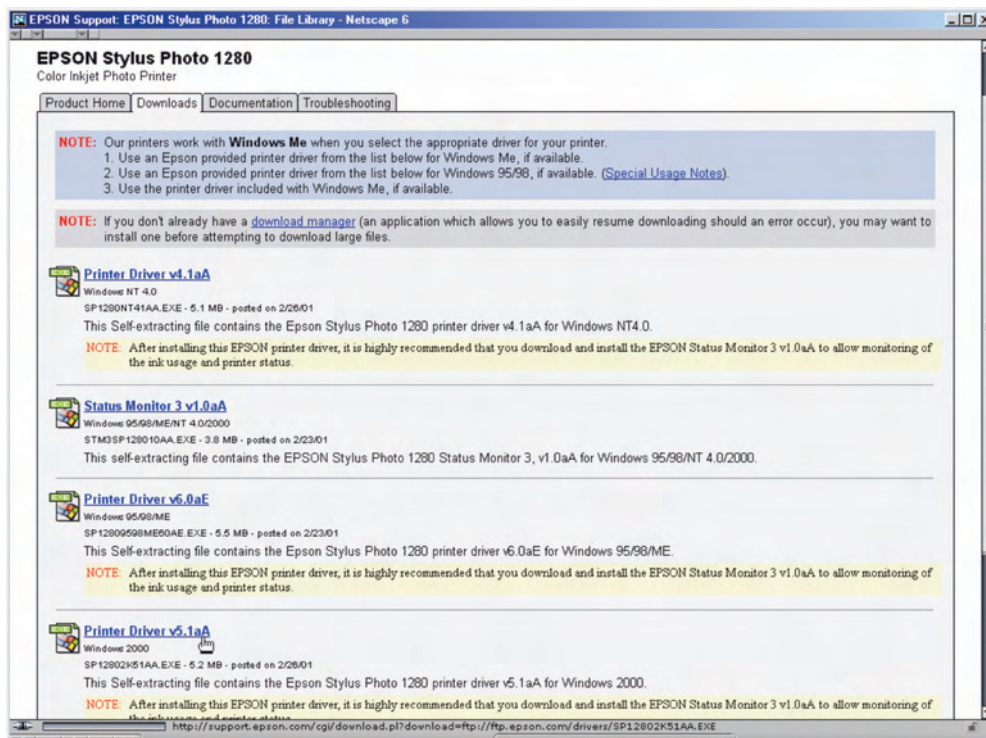 EPSON Support: EPSON Stylus Photo 1280: File Library - Netscape 6
EPSON Stylus Photo 1280
Color Inkjet Photo Printer
Product Home Downloads Documentation Troubleshooting
NOTE: Our printers work with Windows Me when you select the appropriate driver for your printer.
1. Use an Epson provided printer driver from the list below for Windows Me, if available.
2. Use an Epson provided printer driver from the list below for Windows 95/98, if available. (Special Usage Notes).
3. Use the printer driver included with Windows Me, if available.
NOTE: If you don't already have a download manager (an application which allows you to easily resume downloading should an error occur), you may want to
install one before attempting to download large files.
Printer Driver v4.1aA
Windows NT 4.0
SP1280NT41AA.EXE - 5.1 MB - posted on 2/26/01
This Self-extracting file contains the Epson Stylus Photo 1280 printer driver v4.1aA for Windows NT4.0.
NOTE: After installing this EPSON printer driver, it is highly recommended that you download and install the EPSON Status Monitor 3 v1.0aA to allow monitoring of
the ink usage and printer status.
Status Monitor 3 v1.0aA
Windows 95/98/ME/NT 4.0/2000
STM3SP128010AA.EXE - 3.8 MB - posted on 2/23/01
This self-extracting file contains the EPSON Stylus Photo 1280 Status Monitor 3, v1.0aA for Windows 95/98/NT 4.0/2000.
Printer Driver v6.0aE
Windows 95/98/ME
SP12809598ME60AE.EXE - 5.5 MB - posted on 2/23/01
This Self-extracting file contains the Epson Stylus Photo 1280 printer driver v6.0aE for Windows 95/98/ME.
NOTE: After installing this EPSON printer driver, it is highly recommended that you download and install the EPSON Status Monitor 3 v1.0aA to allow monitoring of
the ink usage and printer status.
Printer Driver v5.1aA
Windows 2000
SP12802K51AA.EXE - 5.2 MB - posted on 2/26/01
This Self-extracting file contains the Epson Stylus Photo 1280 printer driver v5.1aA for Windows 2000.
NOTE: After installing this EPSON printer driver, it is highly recommended that you download and install the EPSON Status Monitor 3 v1.0aA to allow monitoring of
the ink usage and printer status.
http://support.epson.com/cgi/download.pl?download=ftp://ftp.epson.com/drivers/SP12802K51AA.EXE